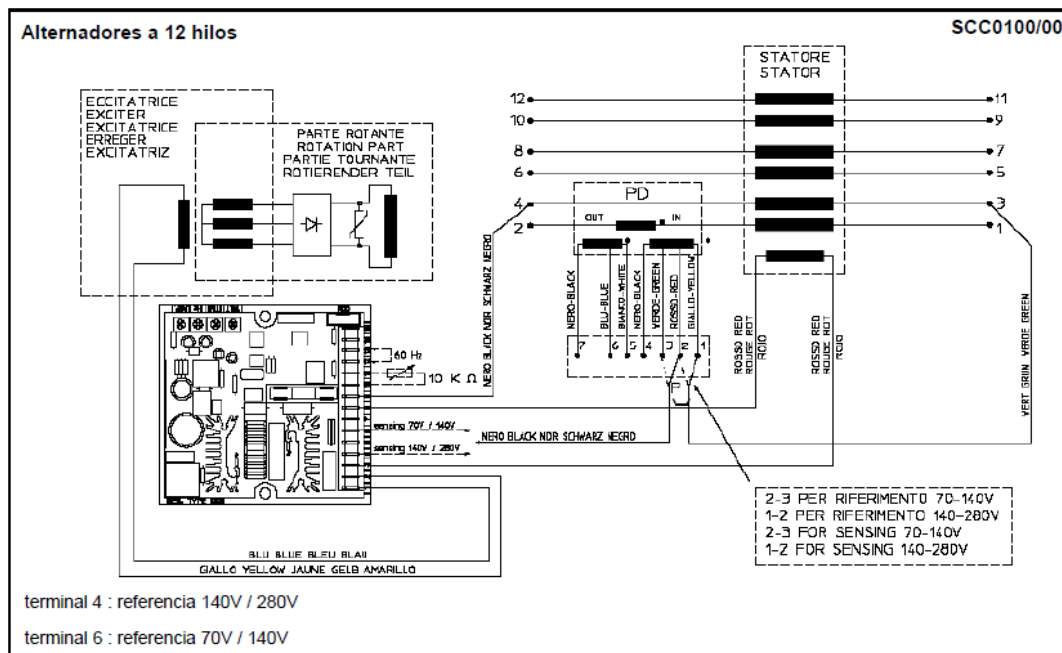 Alternadores a 12 hilos
SCC0100/00
STATORE
STATOR
ECCITATRICE
EXCITER
EXCITATRICE
ERREGER
EXCITATRIZ
PARTE ROTANTE
ROTATION PART
PARTIE TOURNANTE
ROTIERENDER TEIL
12
11
10
9
8
7
6
5
4
3
2
1
PD
OUT
IN
NERO-BLACK
BLU-BLUE
BIANCO-WHITE
NERO-BLACK
VERDE-GREEN
ROSSO-RED
GIALLO-YELLOW
7
6
5
4
3
2
1
P
NERO BLACK NOIR SCHWARZ NEGRO
60 Hz
10 K Ω
sensing 70V / 140V
sensing 140V / 280V
NERO BLACK NOIR SCHWARZ NEGRO
ROSSO RED
ROUGE ROT
ROJO
ROSSO RED
ROUGE ROT
ROJO
VERT GRUN VERDE GREEN
2-3 PER RIFERIMENTO 70-140V
1-2 PER RIFERIMENTO 140-280V
2-3 FOR SENSING 70-140V
1-2 FOR SENSING 140-280V
BLU BLUE BLEU BLAU
GIALLO YELLOW JAUNE GELB AMARILLO
terminal 4 : referencia 140V / 280V
terminal 6 : referencia 70V / 140V